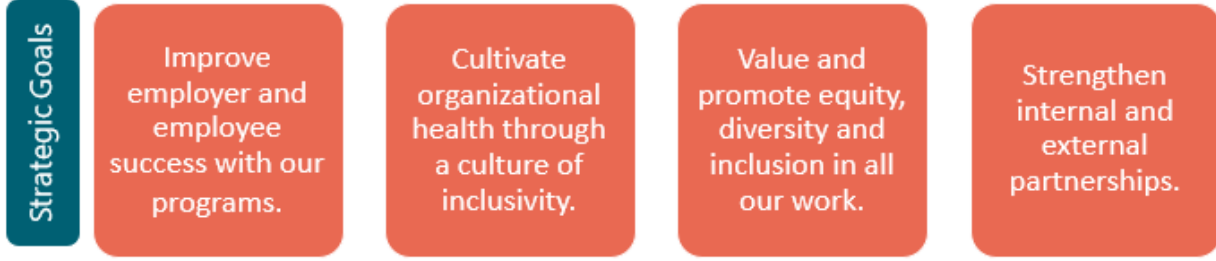 Strategic Goals
Improve
employer and
employee
success with our
programs.
Cultivate
organizational
health through
a culture of
inclusivity.
Value and
promote equity,
diversity and
inclusion in all
our work.
Strengthen
internal and
external
partnerships.